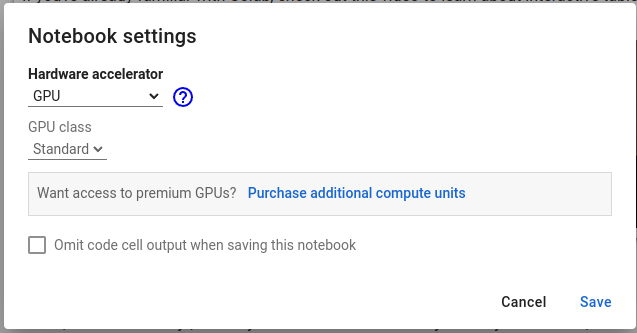 Notebook settings
Hardware accelerator
GPU
?
GPU class
Standard
Want access to premium GPUs? Purchase additional compute units
Omit code cell output when saving this notebook
Cancel Save